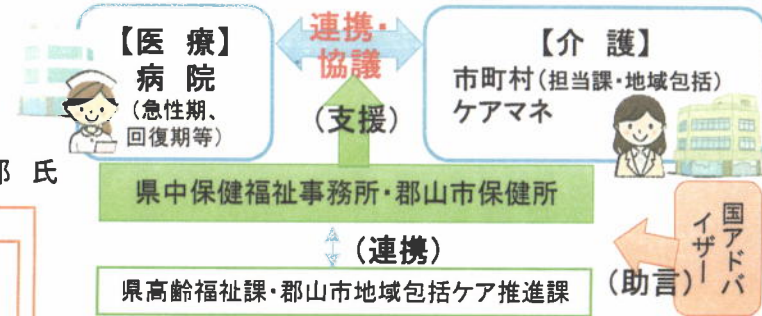 【医 療】
病 院
(急性期、
回復期等)
連携・
協議
(支援)
【介 護】
市町村(担当課・地域包括)
ケアマネ
郎 氏
県中保健福祉事務所・郡山市保健所
(連携)
県高齢福祉課・郡山市地域包括ケア推進課
(助言)
国アドバ
イザー